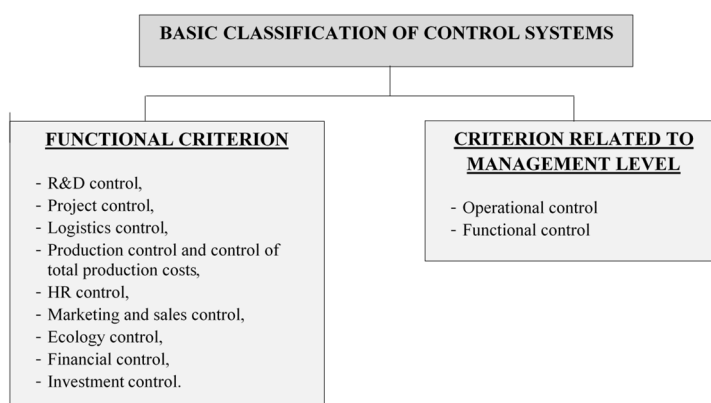 BASIC CLASSIFICATION OF CONTROL SYSTEMS
FUNCTIONAL CRITERION
- R&D control,
- Project control,
- Logistics control,
- Production control and control of
total production costs,
- HR control,
- Marketing and sales control,
- Ecology control,
- Financial control,
- Investment control.
CRITERION RELATED TO
MANAGEMENT LEVEL
- Operational control
- Functional control